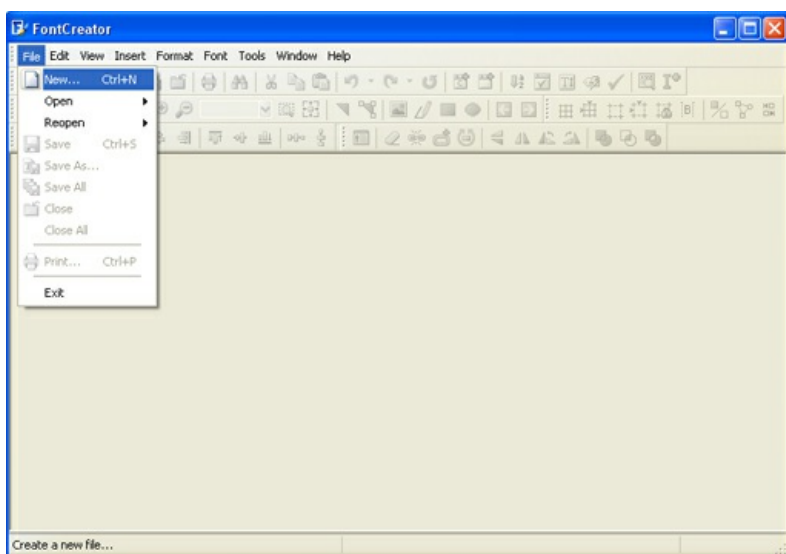 FontCreator
File Edit View Insert Format Font Tools Window Help
New... Ctrl+N
Open
Reopen
Save Ctrl+S
Save As...
Save All
Close
Close All
Print... Ctrl+P
Exit
Create a new file...